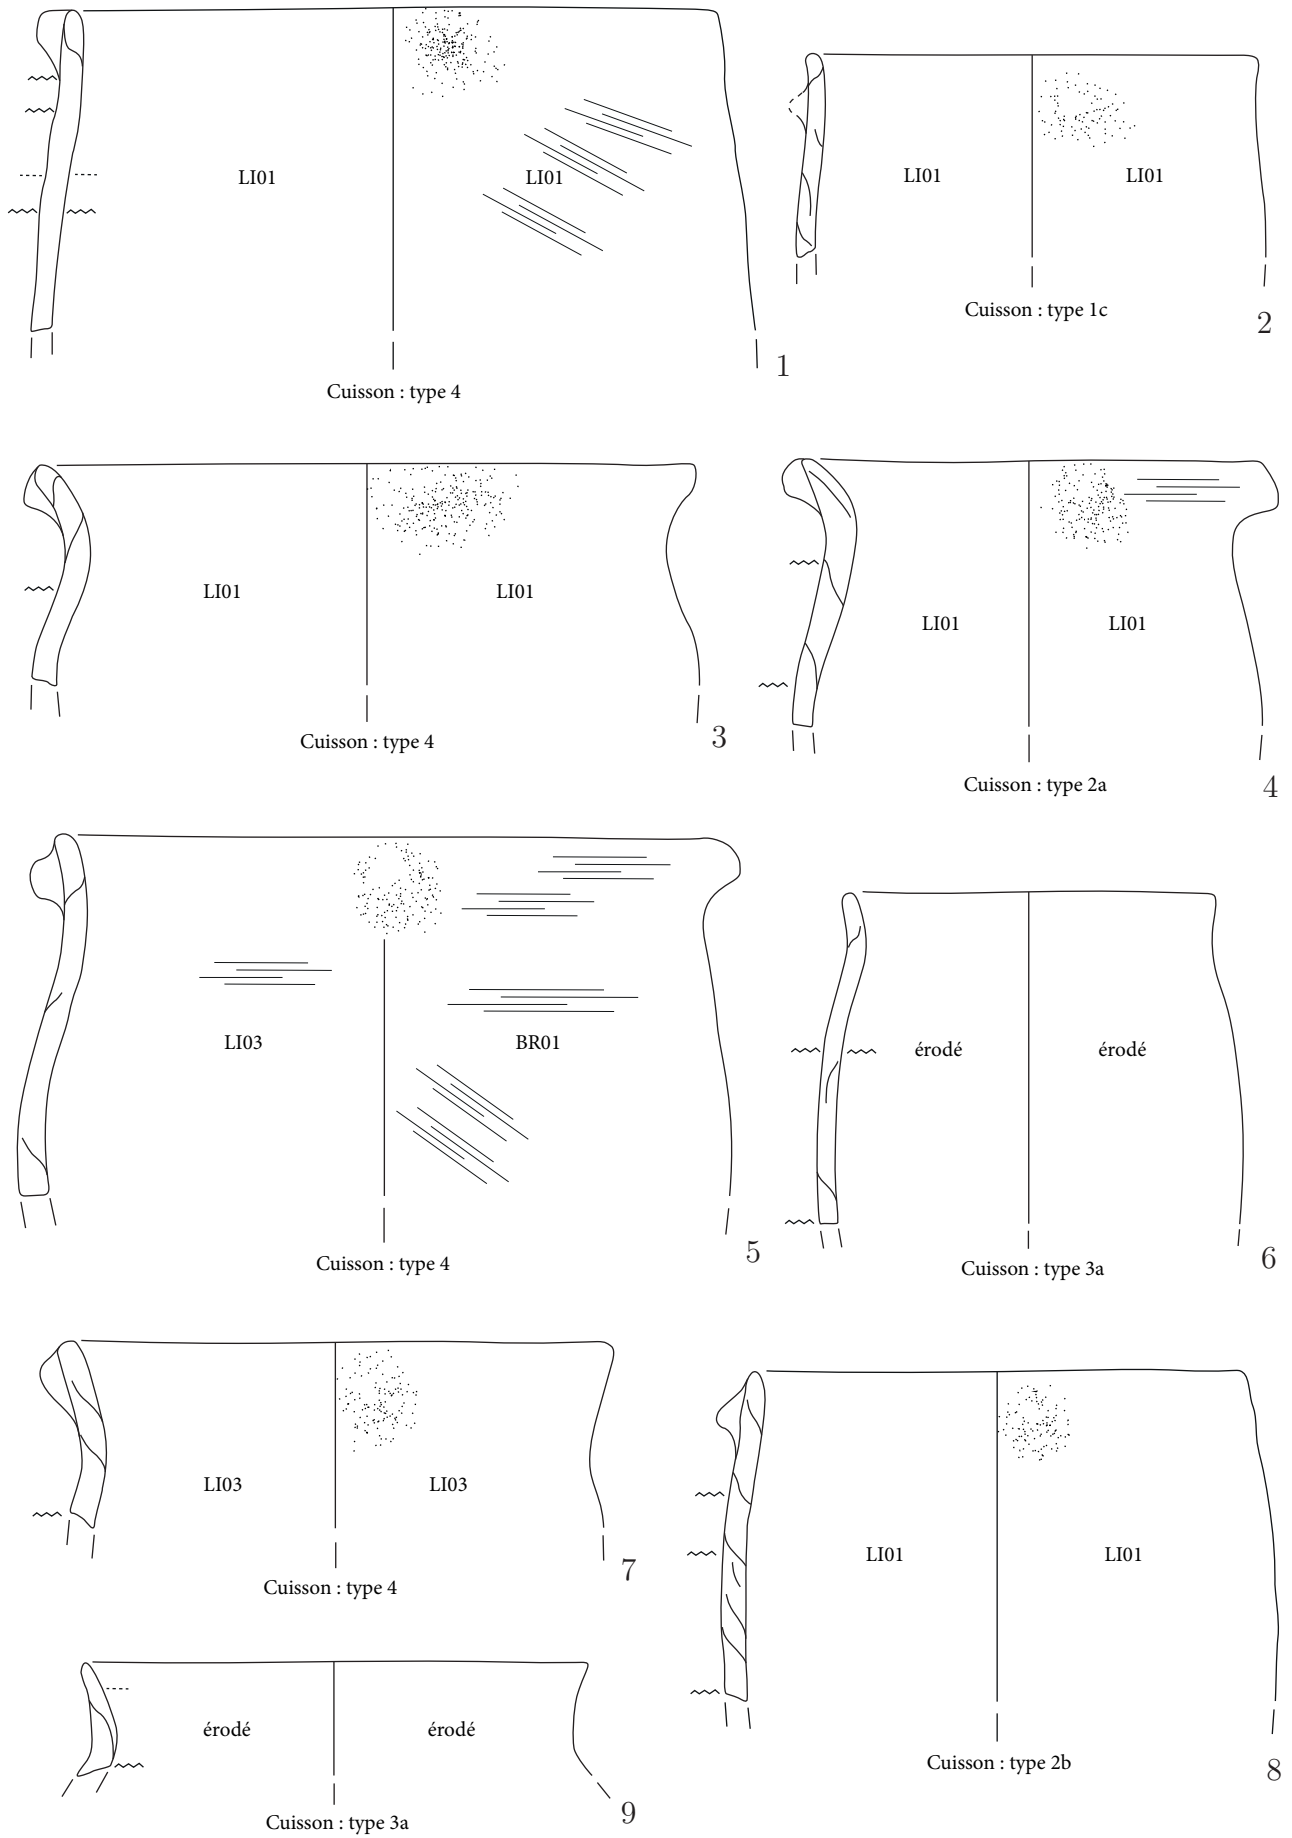 LI01
LI01
Cuisson : type 4
1
LI01
LI01
Cuisson : type 1c
2
LI01
LI01
Cuisson : type 4
3
LI01
LI01
Cuisson : type 2a
4
LI03
BR01
Cuisson : type 4
5
érodé
érodé
Cuisson : type 3a
6
LI03
LI03
Cuisson : type 4
7
LI01
LI01
Cuisson : type 2b
8
érodé
érodé
Cuisson : type 3a
9